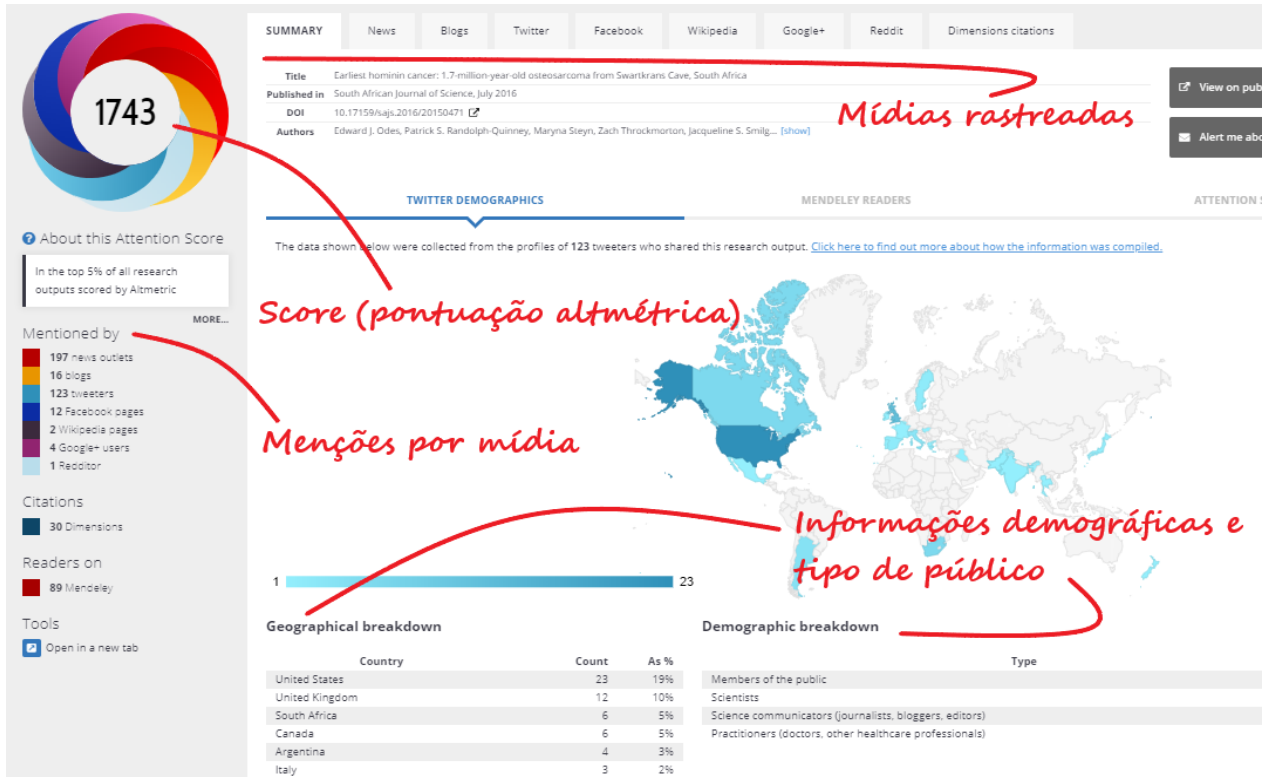 1743
About this Attention Score
In the top 5% of all research
outputs scored by Altmetric
MORE...
Mentioned by
197 news outlets
16 blogs
123 tweeters
12 Facebook pages
2 Wikipedia pages
4 Google+ users
1 Redditor
Citations
30 Dimensions
Readers on
89 Mendeley
Tools
Open in a new tab
SUMMARY News Blogs Twitter Facebook Wikipedia Google+ Reddit Dimensions citations
Title Earliest hominin cancer: 1.7-million-year-old osteosarcoma from Swartkrans Cave, South Africa
Published in South African Journal of Science, July 2016
DOI 10.17159/sajs.2016/20150471
Authors Edward J. Odes, Patrick S. Randolph-Quinney, Maryna Steyn, Zach Throckmorton, Jacqueline S. Smilg... [show]
View on pub
Alert me abo
Mídias rastreadas
TWITTER DEMOGRAPHICS MENDELEY READERS ATTENTION S
The data shown below were collected from the profiles of 123 tweeters who shared this research output. Click here to find out more about how the information was compiled.
Score (pontuação altmétrica)
Menções por mídia
Informações demográficas e
tipo de público
1 23
Geographical breakdown
Country Count As %
United States 23 19%
United Kingdom 12 10%
South Africa 6 5%
Canada 6 5%
Argentina 4 3%
Italy 3 2%
Demographic breakdown
Type
Members of the public
Scientists
Science communicators (journalists, bloggers, editors)
Practitioners (doctors, other healthcare professionals)